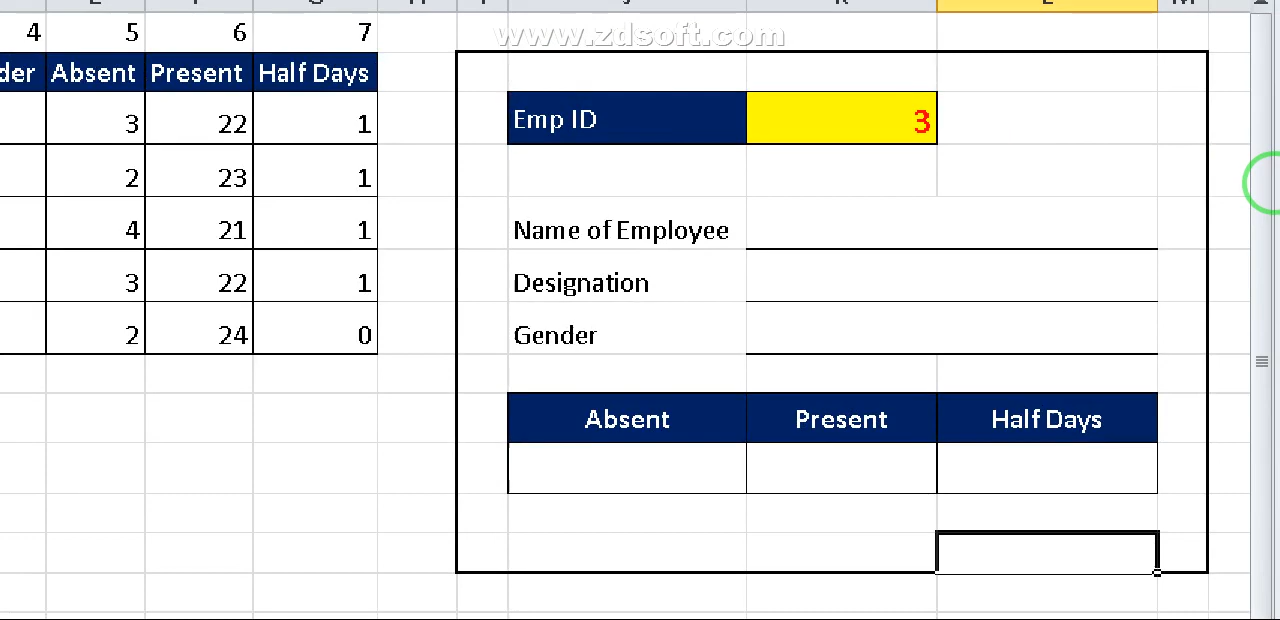 4 5 6 7
www.zdsoft.com
der Absent Present Half Days
3 22 1
Emp ID 3
2 23 1
4 21 1
Name of Employee
3 22 1
Designation
2 24 0
Gender
Absent Present Half Days